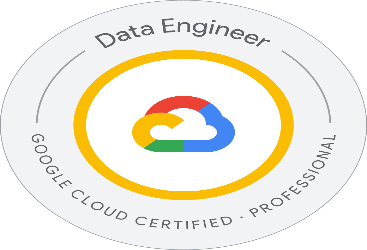 Data Engineer
GOOGLE CLOUD CERTIFIED · PROFESSIONAL